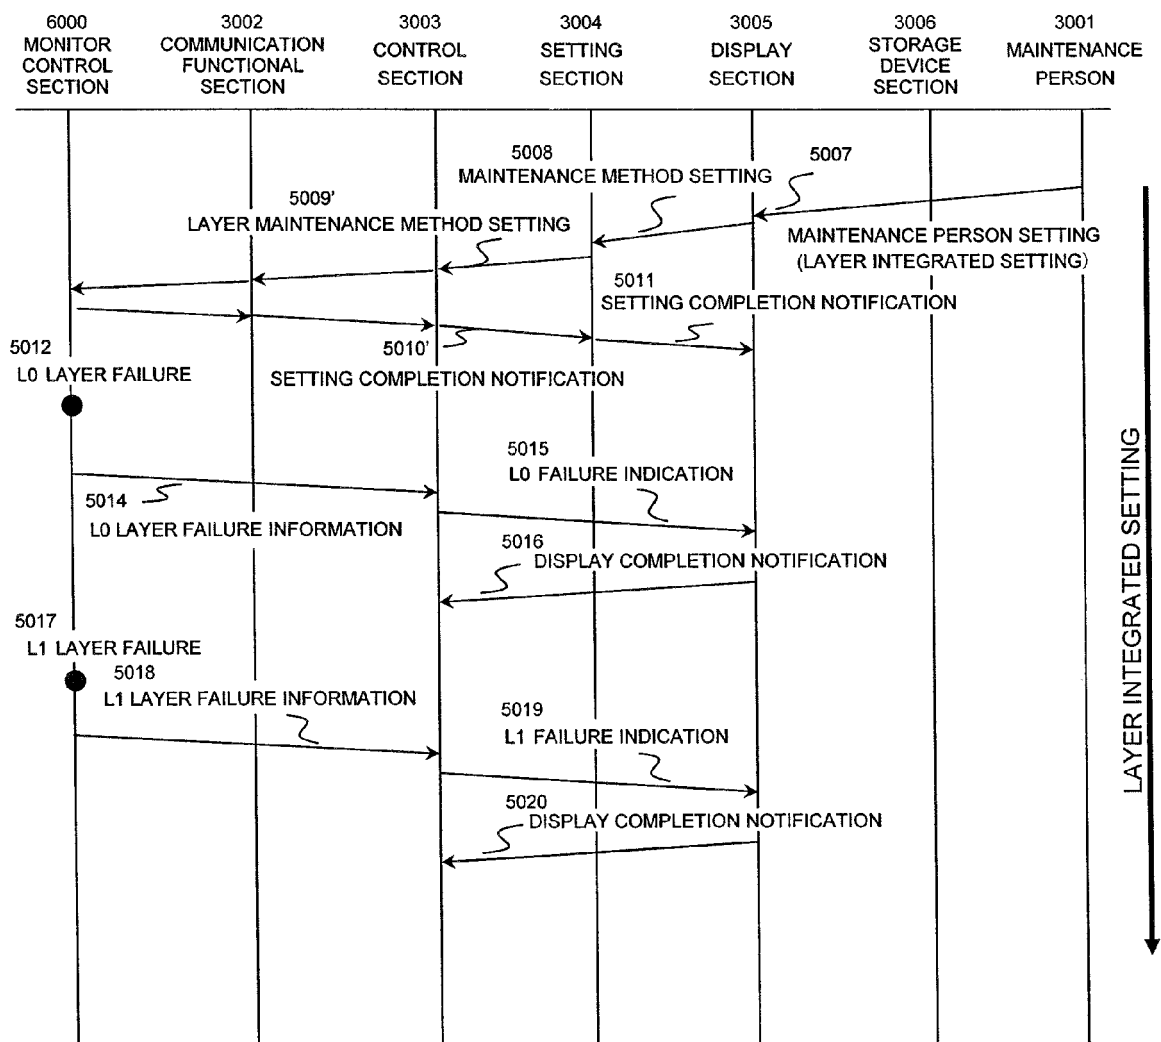 6000
MONITOR
CONTROL
SECTION
3002
COMMUNICATION
FUNCTIONAL
SECTION
3003
CONTROL
SECTION
3004
SETTING
SECTION
3005
DISPLAY
SECTION
3006
STORAGE
DEVICE
SECTION
3001
MAINTENANCE
PERSON
5008
MAINTENANCE METHOD SETTING
5007
5009'
LAYER MAINTENANCE METHOD SETTING
MAINTENANCE PERSON SETTING
(LAYER INTEGRATED SETTING)
5011
SETTING COMPLETION NOTIFICATION
5010'
SETTING COMPLETION NOTIFICATION
5012
L0 LAYER FAILURE
5015
L0 FAILURE INDICATION
5014
L0 LAYER FAILURE INFORMATION
5016
DISPLAY COMPLETION NOTIFICATION
5017
L1 LAYER FAILURE
5018
L1 LAYER FAILURE INFORMATION
5019
L1 FAILURE INDICATION
5020
DISPLAY COMPLETION NOTIFICATION
LAYER INTEGRATED SETTING